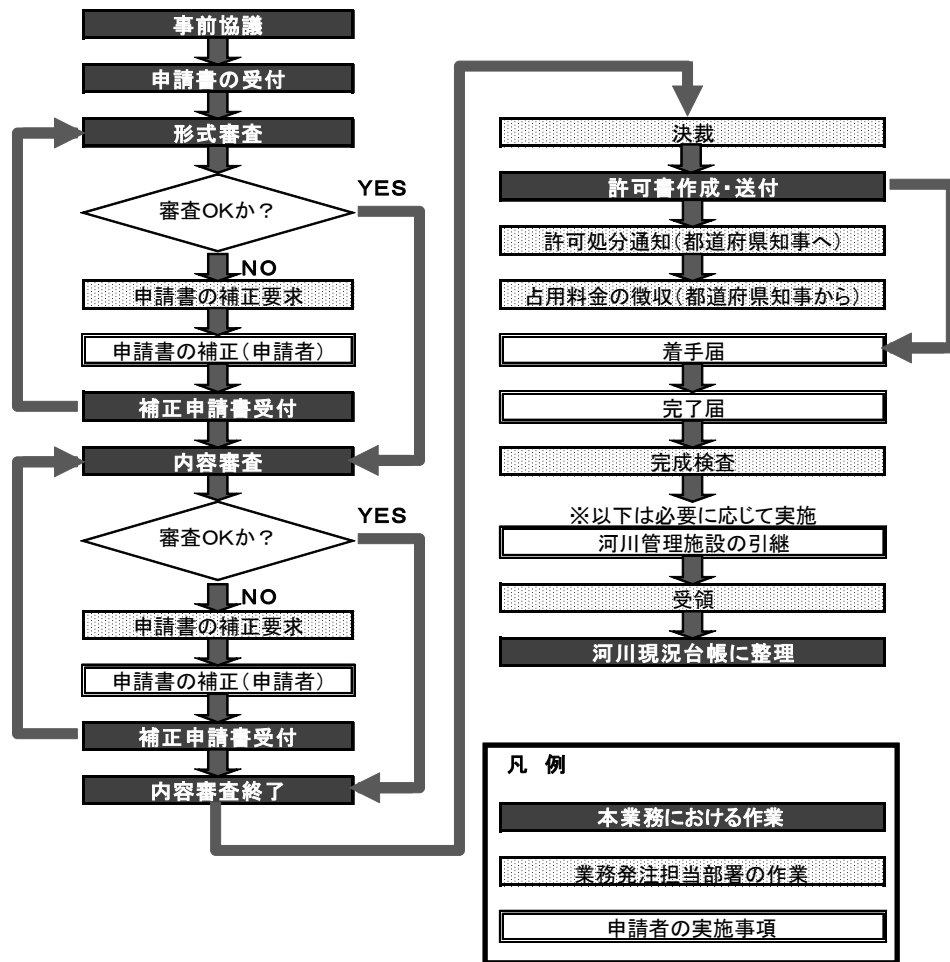 事前協議
申請書の受付
形式審査
審査OKか?
YES
NO
申請書の補正要求
申請書の補正(申請者)
補正申請書受付
内容審査
審査OKか?
YES
NO
申請書の補正要求
申請書の補正(申請者)
補正申請書受付
内容審査終了
決裁
許可書作成・送付
許可処分通知(都道府県知事へ)
占用料金の徴収(都道府県知事から)
着手届
完了届
完成検査
※以下は必要に応じて実施
河川管理施設の引継
受領
河川現況台帳に整理
凡 例
本業務における作業
業務発注担当部署の作業
申請者の実施事項